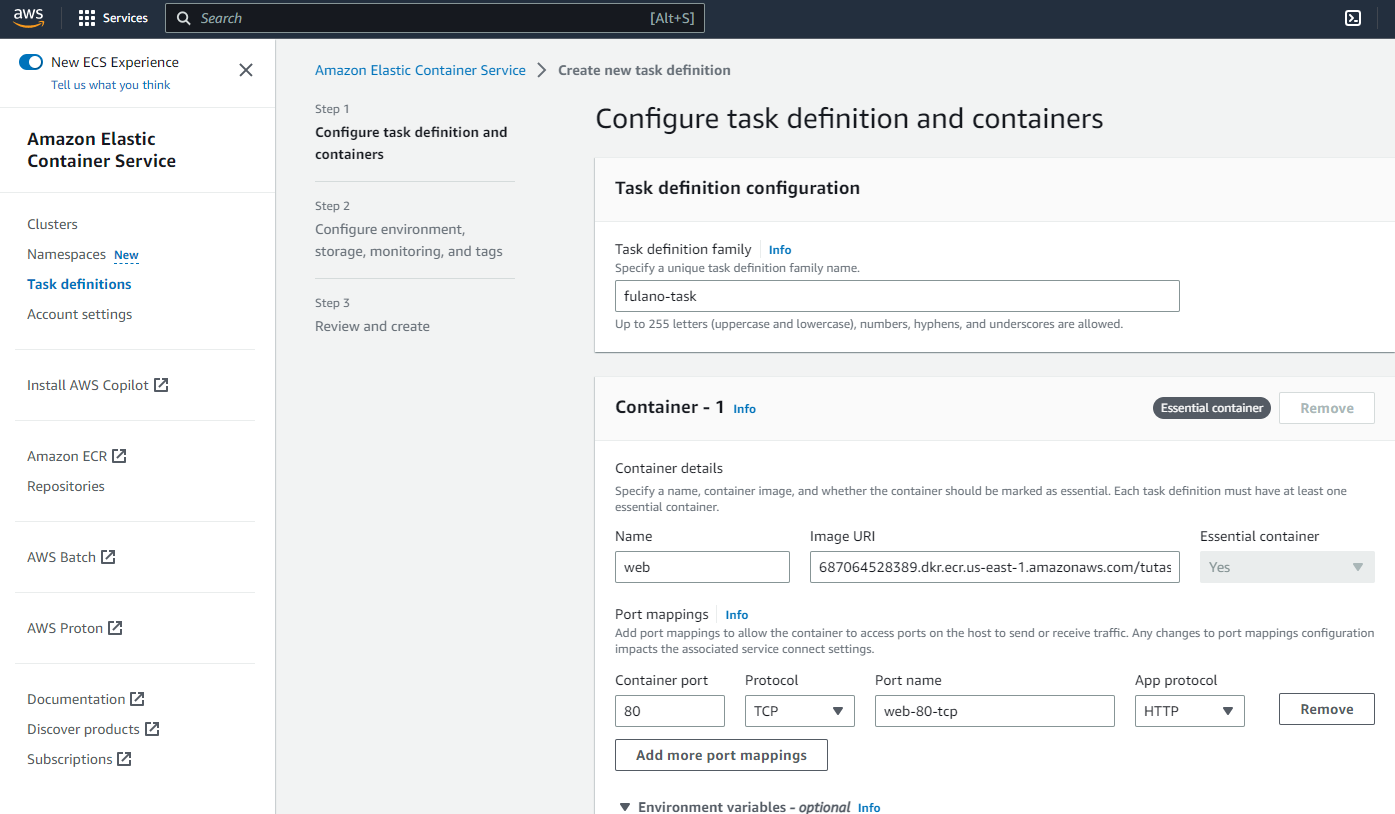 aws
Services
Search
[Alt+S]
New ECS Experience
Tell us what you think
Amazon Elastic
Container Service
Clusters
Namespaces New
Task definitions
Account settings
Install AWS Copilot
Amazon ECR
Repositories
AWS Batch
AWS Proton
Documentation
Discover products
Subscriptions
Amazon Elastic Container Service > Create new task definition
Step 1
Configure task definition and
containers
Step 2
Configure environment,
storage, monitoring, and tags
Step 3
Review and create
Configure task definition and containers
Task definition configuration
Task definition family Info
Specify a unique task definition family name.
fulano-task
Up to 255 letters (uppercase and lowercase), numbers, hyphens, and underscores are allowed.
Container - 1 Info
Essential container
Remove
Container details
Specify a name, container image, and whether the container should be marked as essential. Each task definition must have at least one
essential container.
Name Image URI Essential container
web 687064528389.dkr.ecr.us-east-1.amazonaws.com/tutas Yes
Port mappings Info
Add port mappings to allow the container to access ports on the host to send or receive traffic. Any changes to port mappings configuration
impacts the associated service connect settings.
Container port Protocol Port name App protocol
80 TCP web-80-tcp HTTP Remove
Add more port mappings
Environment variables - optional Info